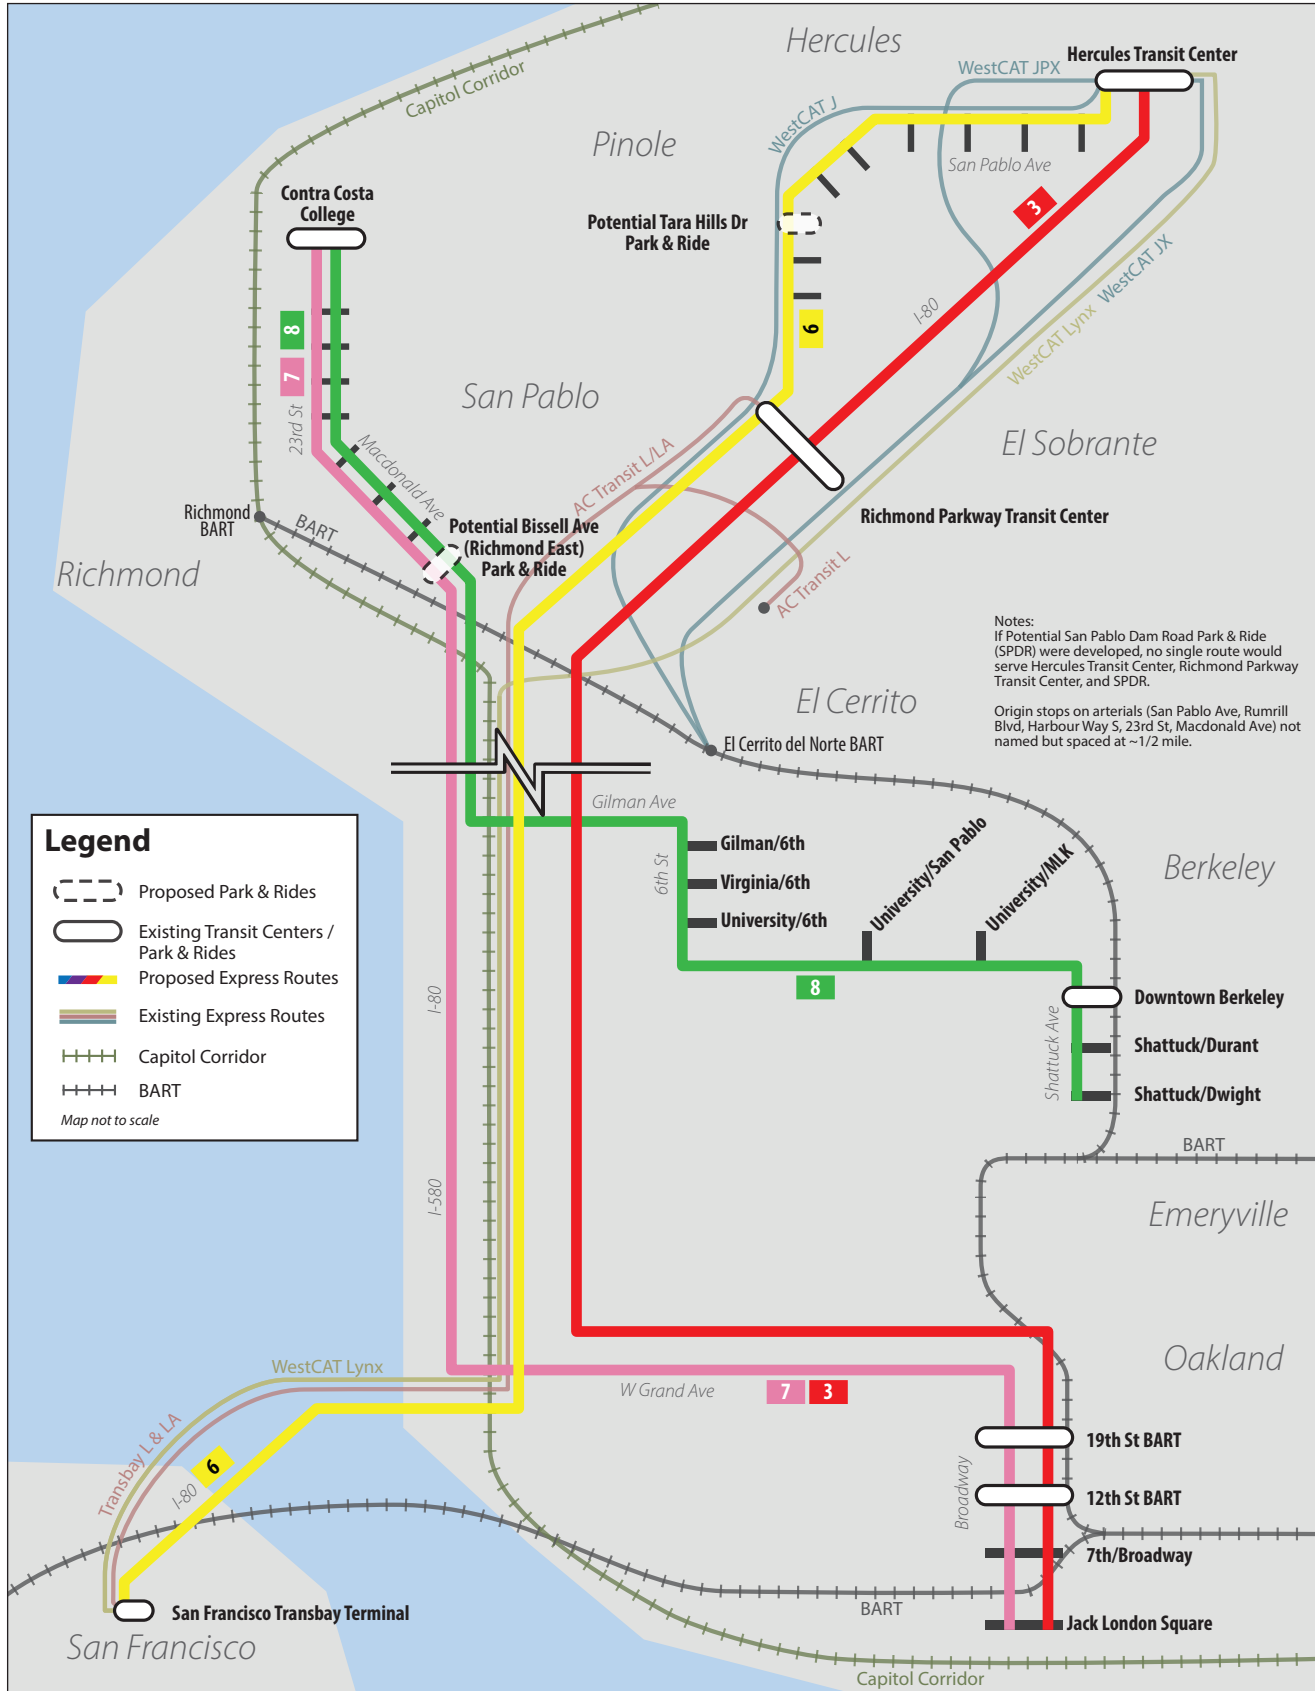 Hercules
Hercules Transit Center
WestCAT JPX
Capitol Corridor
WestCAT J
Pinole
San Pablo Ave
Contra Costa
College
3
Potential Tara Hills Dr
Park & Ride
WestCAT JX
I-80
8
6
WestCAT Lynx
7
San Pablo
23rd St
El Sobrante
Macdonald Ave
AC Transit L/LA
Richmond
BART
BART
Richmond Parkway Transit Center
Potential Bissell Ave
(Richmond East)
Park & Ride
Richmond
AC Transit L
Notes:
If Potential San Pablo Dam Road Park & Ride
(SPDR) were developed, no single route would
serve Hercules Transit Center, Richmond Parkway
Transit Center, and SPDR.
Origin stops on arterials (San Pablo Ave, Rumrill
Blvd, Harbour Way S, 23rd St, Macdonald Ave) not
named but spaced at ~1/2 mile.
El Cerrito
El Cerrito del Norte BART
Gilman Ave
Legend
Proposed Park & Rides
Existing Transit Centers /
Park & Rides
Proposed Express Routes
Existing Express Routes
Capitol Corridor
BART
Map not to scale
6th St
Gilman/6th
Virginia/6th
University/6th
University/San Pablo
University/MLK
Berkeley
8
I-80
Downtown Berkeley
Shattuck Ave
Shattuck/Durant
Shattuck/Dwight
BART
I-580
Emeryville
WestCAT Lynx
Oakland
W Grand Ave
7
3
Transbay L & LA
6
I-80
19th St BART
Broadway
12th St BART
7th/Broadway
BART
San Francisco Transbay Terminal
Jack London Square
San Francisco
Capitol Corridor